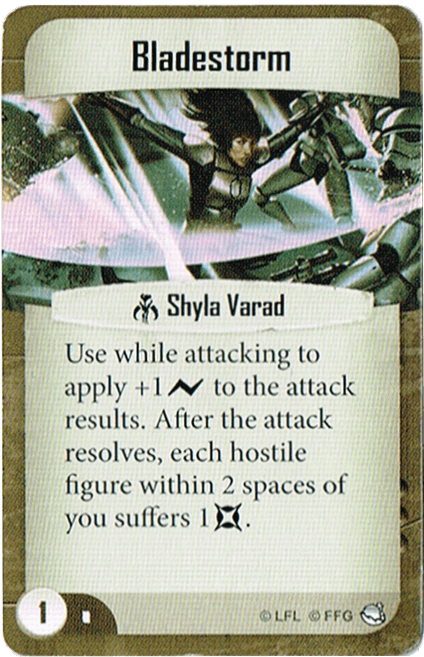 Bladestorm
Shyla Varad
Use while attacking to
apply +1 to the attack
results. After the attack
resolves, each hostile
figure within 2 spaces of
you suffers 1 .
1
© LFL © FFG